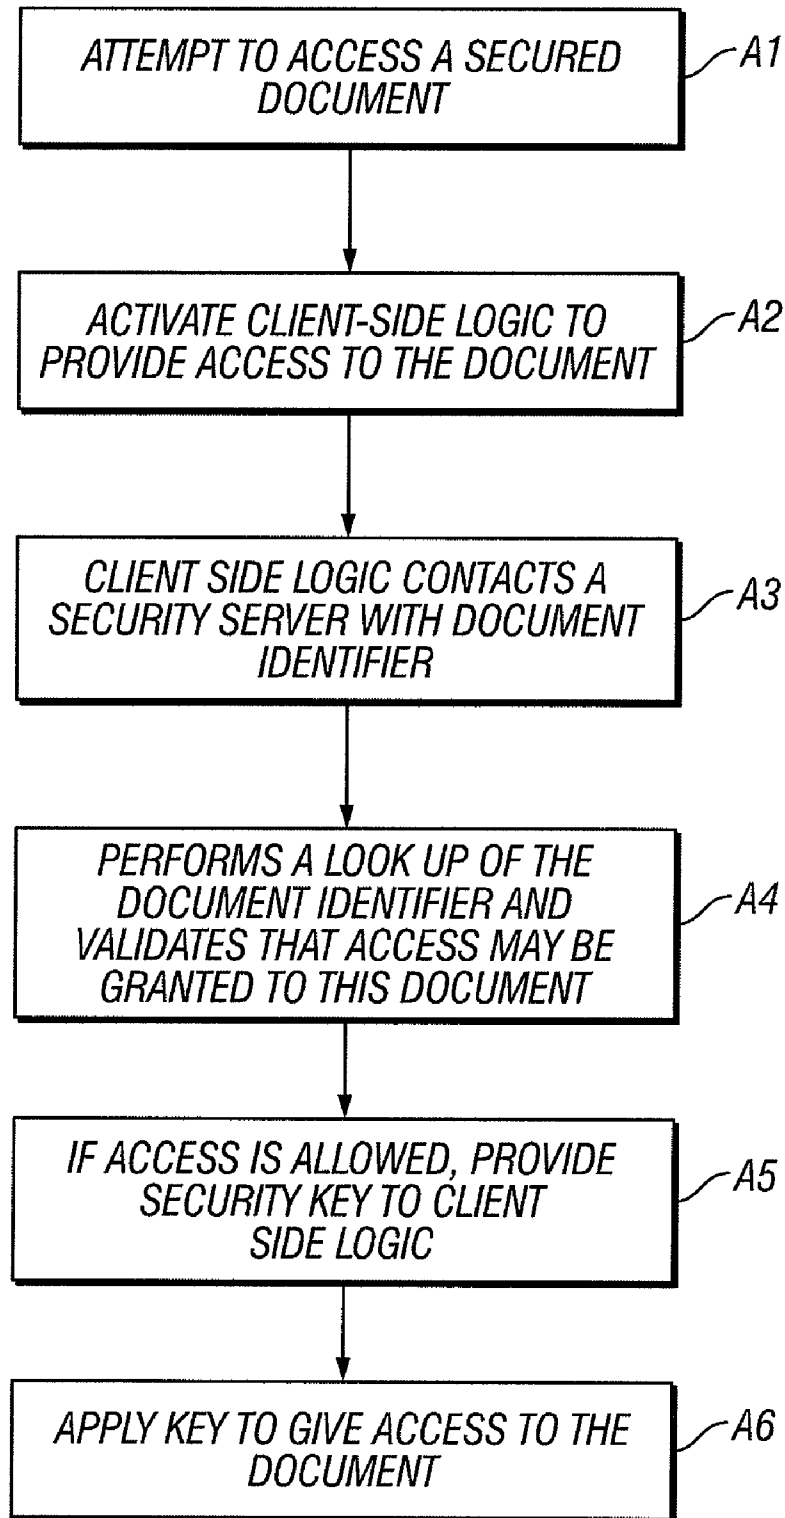 ATTEMPT TO ACCESS A SECURED
DOCUMENT
A1
ACTIVATE CLIENT-SIDE LOGIC TO
PROVIDE ACCESS TO THE DOCUMENT
A2
CLIENT SIDE LOGIC CONTACTS A
SECURITY SERVER WITH DOCUMENT
IDENTIFIER
A3
PERFORMS A LOOK UP OF THE
DOCUMENT IDENTIFIER AND
VALIDATES THAT ACCESS MAY BE
GRANTED TO THIS DOCUMENT
A4
IF ACCESS IS ALLOWED, PROVIDE
SECURITY KEY TO CLIENT
SIDE LOGIC
A5
APPLY KEY TO GIVE ACCESS TO THE
DOCUMENT
A6